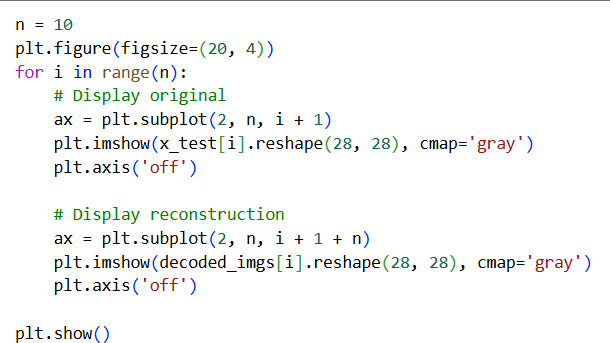 n = 10
plt.figure(figsize=(20, 4))
for i in range(n):
    # Display original
    ax = plt.subplot(2, n, i + 1)
    plt.imshow(x_test[i].reshape(28, 28), cmap='gray')
    plt.axis('off')

    # Display reconstruction
    ax = plt.subplot(2, n, i + 1 + n)
    plt.imshow(decoded_imgs[i].reshape(28, 28), cmap='gray')
    plt.axis('off')

plt.show()